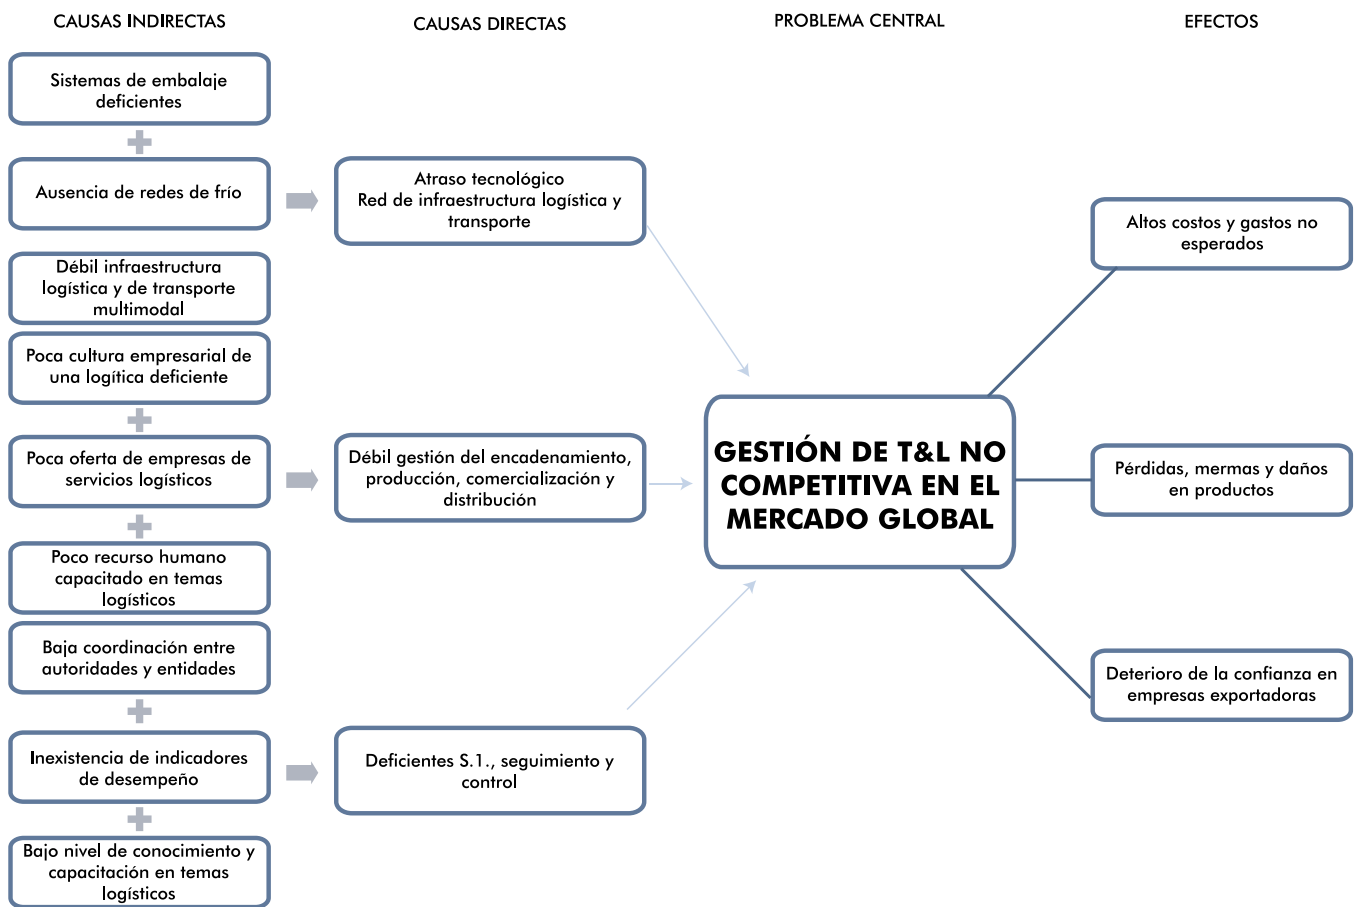 CAUSAS INDIRECTAS
CAUSAS DIRECTAS
PROBLEMA CENTRAL
EFECTOS
Sistemas de embalaje
deficientes
Ausencia de redes de frío
Débil infraestructura
logística y de transporte
multimodal
Poca cultura empresarial de
una logítica deficiente
Poca oferta de empresas de
servicios logísticos
Poco recurso humano
capacitado en temas
logísticos
Baja coordinación entre
autoridades y entidades
Inexistencia de indicadores
de desempeño
Bajo nivel de conocimiento y
capacitación en temas
logísticos
Atraso tecnológico
Red de infraestructura logística y
transporte
Débil gestión del encadenamiento,
producción, comercialización y
distribución
Deficientes S.1., seguimiento y
control
GESTIÓN DE T&L NO
COMPETITIVA EN EL
MERCADO GLOBAL
Altos costos y gastos no
esperados
Pérdidas, mermas y daños
en productos
Deterioro de la confianza en
empresas exportadoras